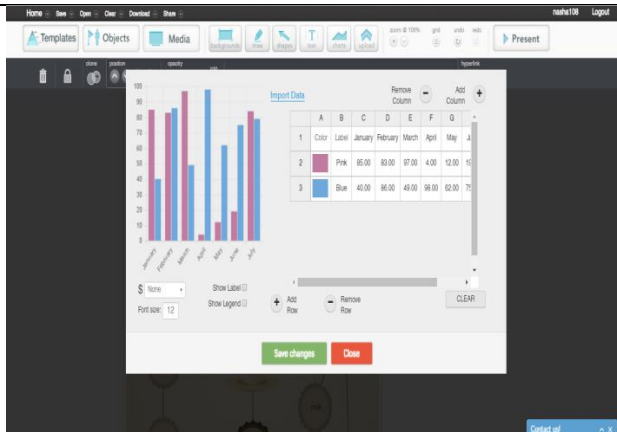 Home Save Open Clear Download Share nasha108 Logout
Templates Objects Media backgrounds draw shapes text charts upload zoom @ 100% grid undo redo Present
clone position opacity hyperlink
Import Data Remove Column Add Column
100
90
80
70
60
50
40
30
20
10
0
January February March April May June July
A B C D E F G
1 Color Label January February March April May J
2 Pink 85.00 83.00 97.00 4.00 12.00 19
3 Blue 40.00 86.00 49.00 98.00 62.00 75
$ None Show Label
Font size: 12 Show Legend
Add Row Remove Row CLEAR
Save changes Close
Contact us! x